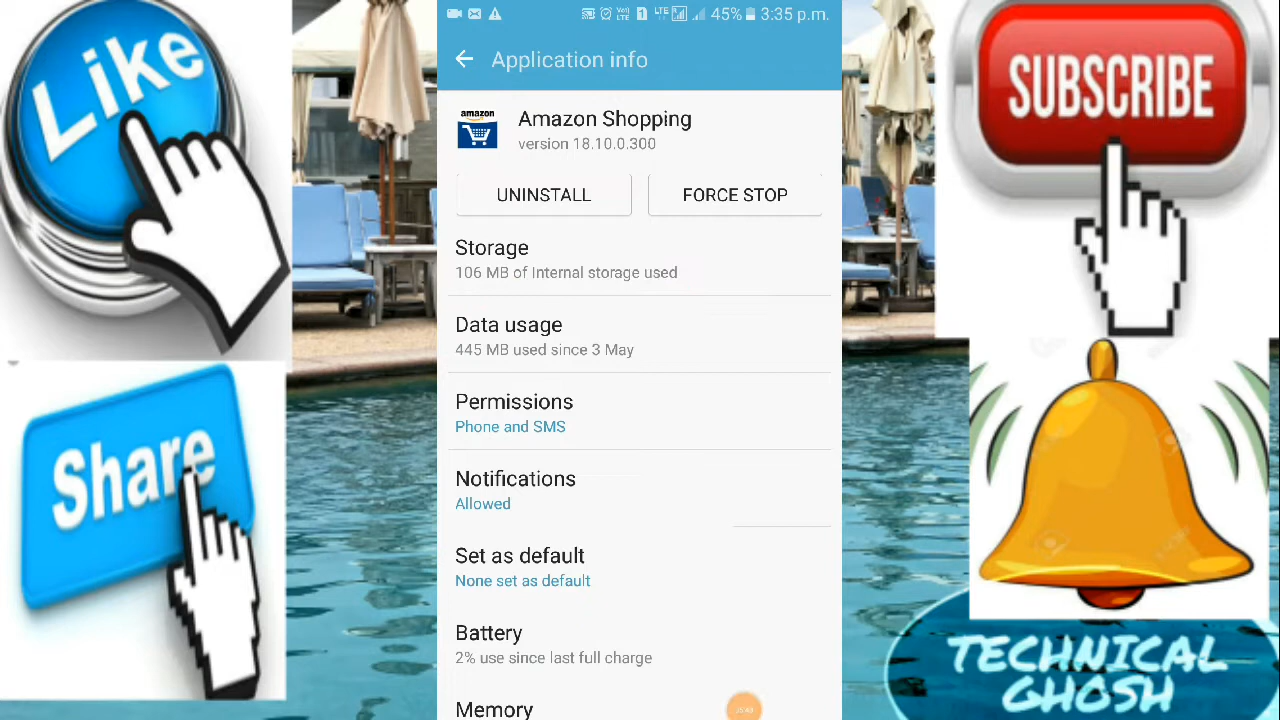 Like
Share
45% 3:35 p.m.
Application info
amazon
Amazon Shopping
version 18.10.0.300
UNINSTALL
FORCE STOP
Storage
106 MB of Internal storage used
Data usage
445 MB used since 3 May
Permissions
Phone and SMS
Notifications
Allowed
Set as default
None set as default
Battery
2% use since last full charge
Memory
SUBSCRIBE
TECHNICAL
GHOSH